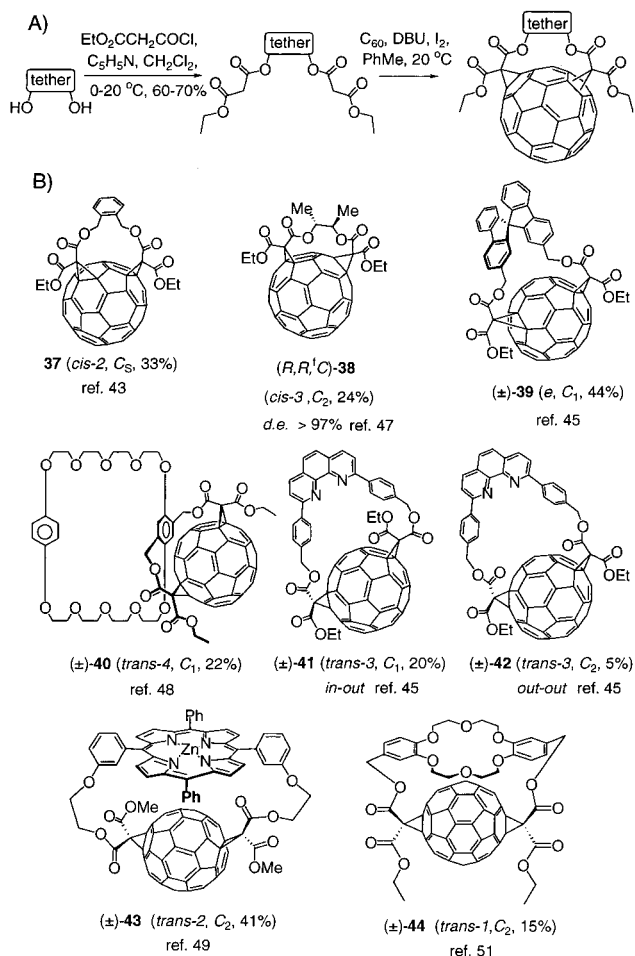 A)
EtO2CCH2COCl,
C5H5N, CH2Cl2,
0-20 °C, 60-70%
tether
HO OH
tether
O O
O O
O O
O O
C60, DBU, I2,
PhMe, 20 °C
tether
O O
O O
O O
O O
B)
O O
O O
EtO O O OEt
37 (cis-2, CS, 33%)
ref. 43
Me Me
O O
O O
EtO O O OEt
(R,R,fC)-38
(cis-3 ,C2, 24%)
d.e. > 97% ref. 47
O O
O O
O O
EtO O OEt
(±)-39 (e, C1, 44%)
ref. 45
O O O O O
O O O O O
O O O O
O O O O
(±)-40 (trans-4, C1, 22%)
ref. 48
N N
EtO O O
O O
O O
OEt
(±)-41 (trans-3, C1, 20%)
in-out ref. 45
N N
O O
O O
O O
OEt
OEt
(±)-42 (trans-3, C2, 5%)
out-out ref. 45
Ph
N N
Zn
N N
Ph
O O
OMe
O O
O O
O O
OMe
(±)-43 (trans-2, C2, 41%)
ref. 49
O O O
O O O
O O
O O
O O
O O
(±)-44 (trans-1,C2, 15%)
ref. 51